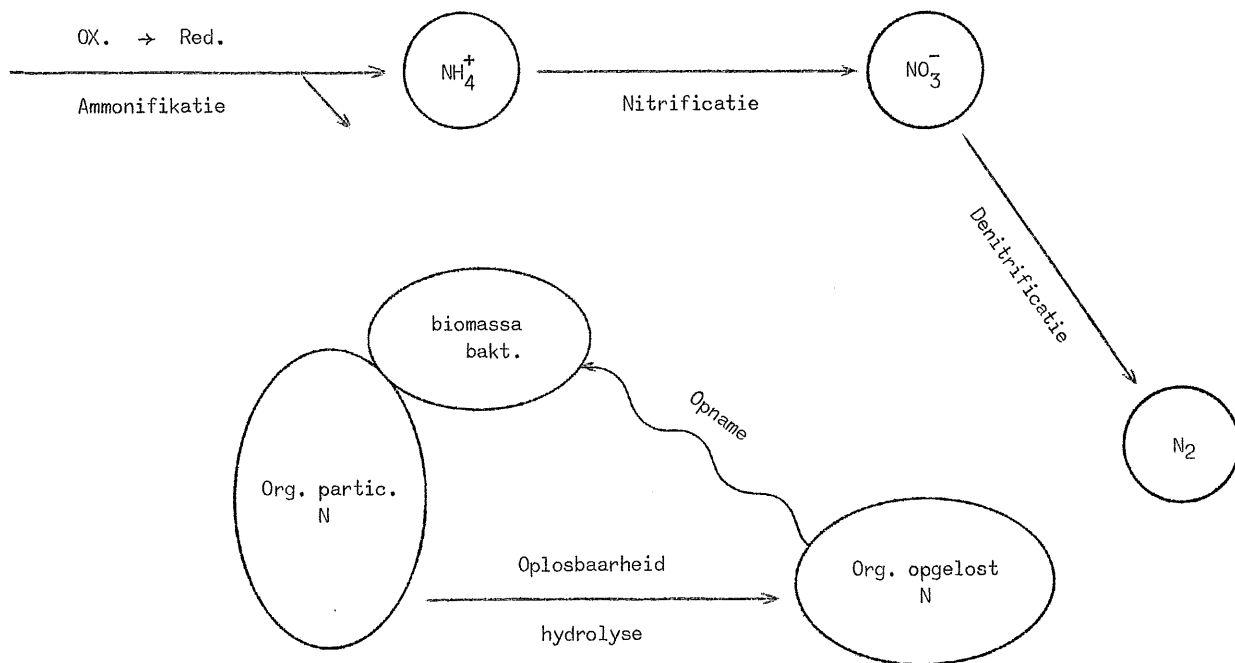 OX. → Red.
Ammonifikatie
NH₄⁺
Nitrificatie
NO₃⁻
Denitrificatie
N₂
biomassa
bakt.
Opname
Org. partic.
N
Oplosbaarheid
hydrolyse
Org. opgelost
N